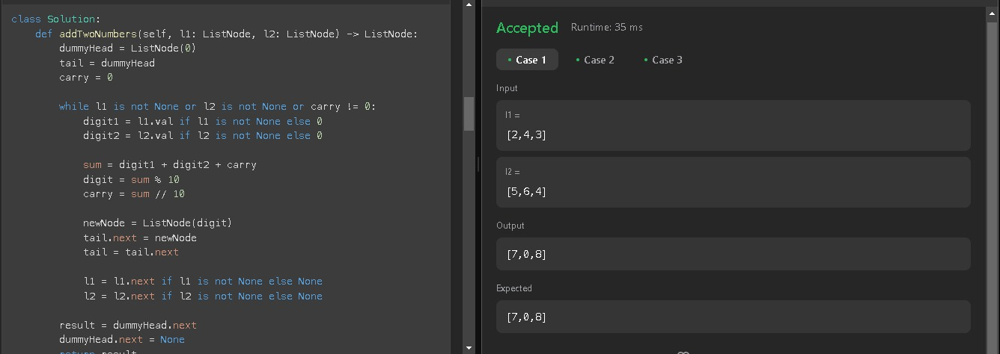 class Solution:
    def addTwoNumbers(self, l1: ListNode, l2: ListNode) -> ListNode:
        dummyHead = ListNode(0)
        tail = dummyHead
        carry = 0

        while l1 is not None or l2 is not None or carry != 0:
            digit1 = l1.val if l1 is not None else 0
            digit2 = l2.val if l2 is not None else 0

            sum = digit1 + digit2 + carry
            digit = sum % 10
            carry = sum // 10

            newNode = ListNode(digit)
            tail.next = newNode
            tail = tail.next

            l1 = l1.next if l1 is not None else None
            l2 = l2.next if l2 is not None else None

        result = dummyHead.next
        dummyHead.next = None
        return result
Accepted Runtime: 35 ms
• Case 1 • Case 2 • Case 3
Input
l1 =
[2,4,3]
l2 =
[5,6,4]
Output
[7,0,8]
Expected
[7,0,8]